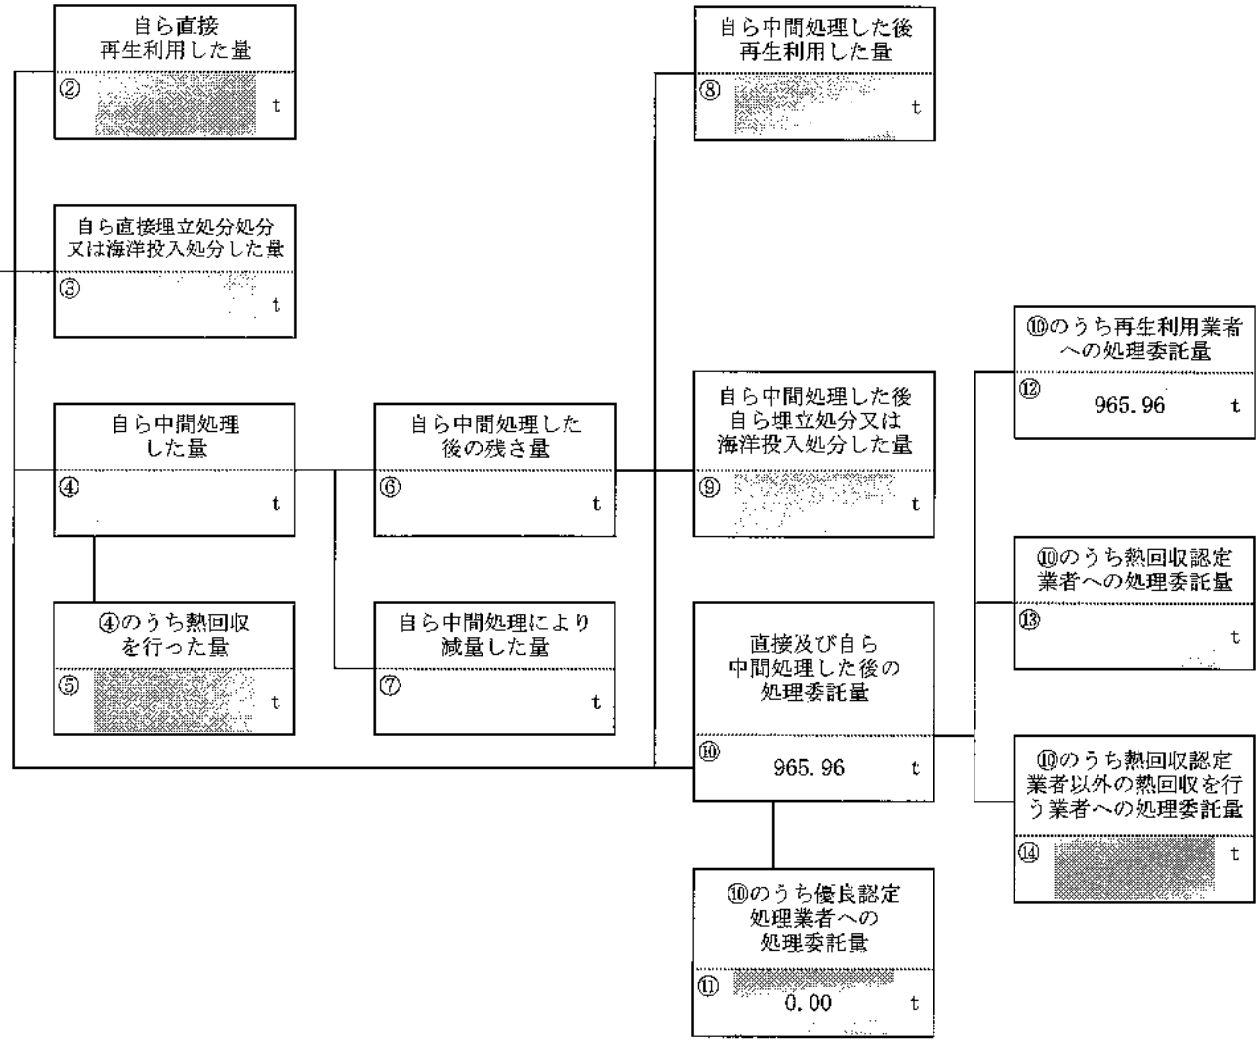 自ら直接
再生利用した量
② t
自ら中間処理した後
再生利用した量
⑧ t
自ら直接埋立処分処分
又は海洋投入処分した量
③ t
⑩のうち再生利用業者
への処理委託量
⑫ 965.96 t
自ら中間処理
した量
④ t
自ら中間処理した
後の残さ量
⑥ t
自ら中間処理した後
自ら埋立処分又は
海洋投入処分した量
⑨ t
⑩のうち熱回収認定
業者への処理委託量
⑬ t
④のうち熱回収
を行った量
⑤ t
自ら中間処理により
減量した量
⑦ t
直接及び自ら
中間処理した後の
処理委託量
⑩ 965.96 t
⑩のうち熱回収認定
業者以外の熱回収を行
う業者への処理委託量
⑭ t
⑩のうち優良認定
処理業者への
処理委託量
⑪ 0.00 t